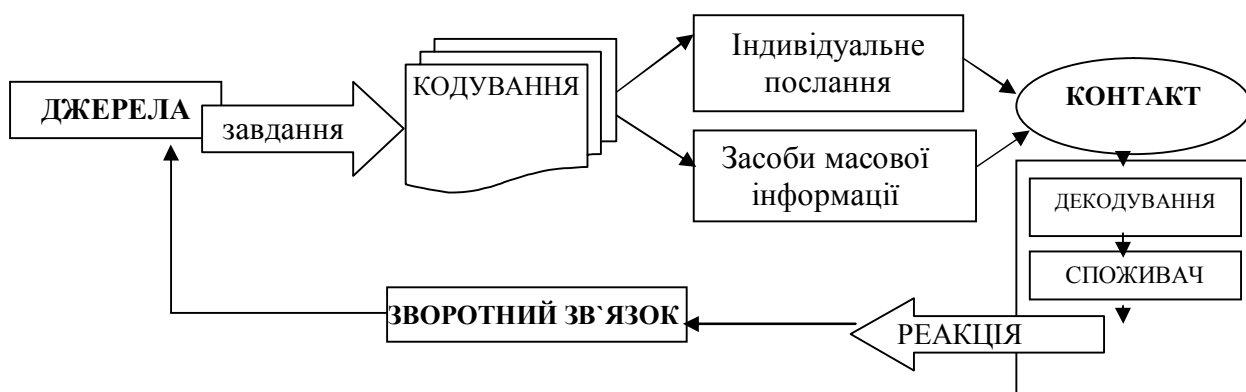 ДЖЕРЕЛА
завдання
КОДУВАННЯ
Індивідуальне
послання
Засоби масової
інформації
КОНТАКТ
ДЕКОДУВАННЯ
СПОЖИВАЧ
РЕАКЦІЯ
ЗВОРОТНИЙ ЗВ`ЯЗОК